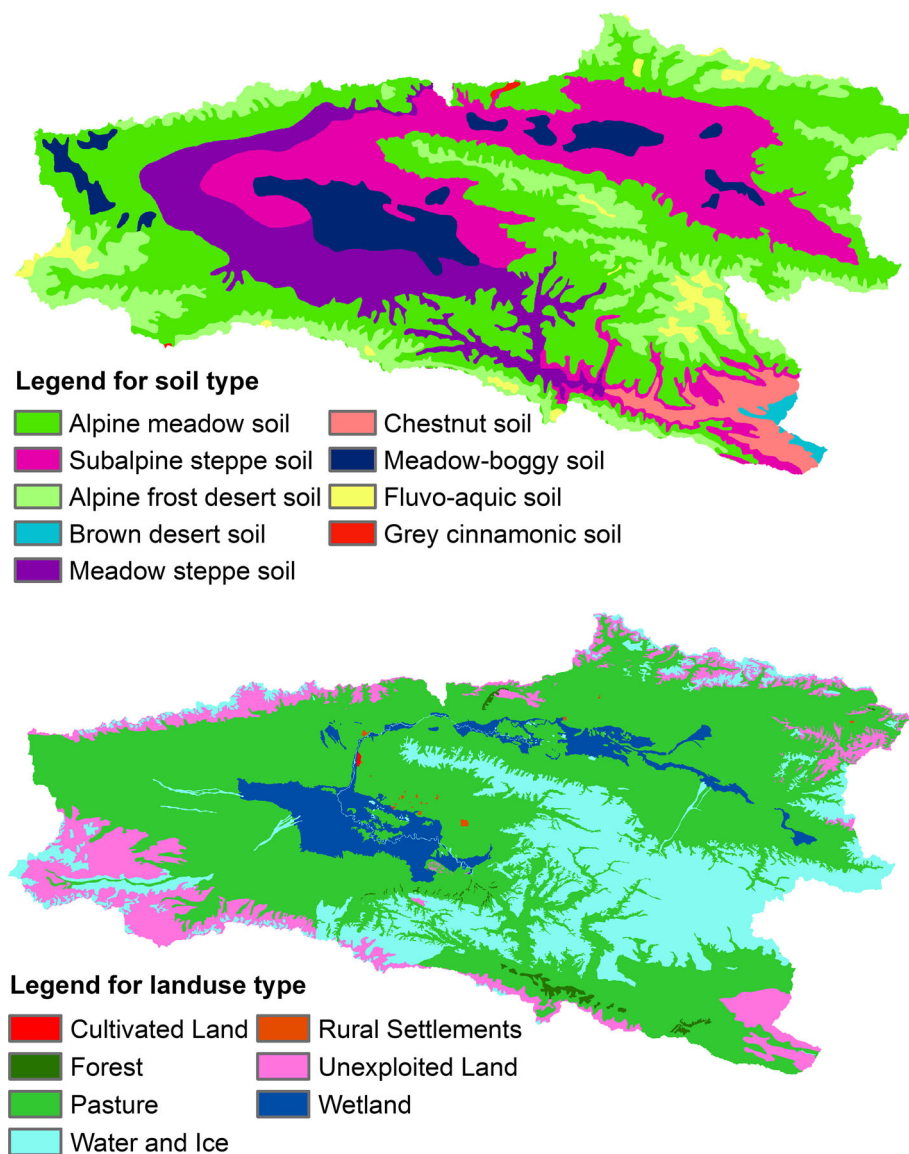 Legend for soil type
Alpine meadow soil
Chestnut soil
Subalpine steppe soil
Meadow-boggy soil
Alpine frost desert soil
Fluvo-aquic soil
Brown desert soil
Grey cinnamonic soil
Meadow steppe soil
Legend for landuse type
Cultivated Land
Rural Settlements
Forest
Unexploited Land
Pasture
Wetland
Water and Ice